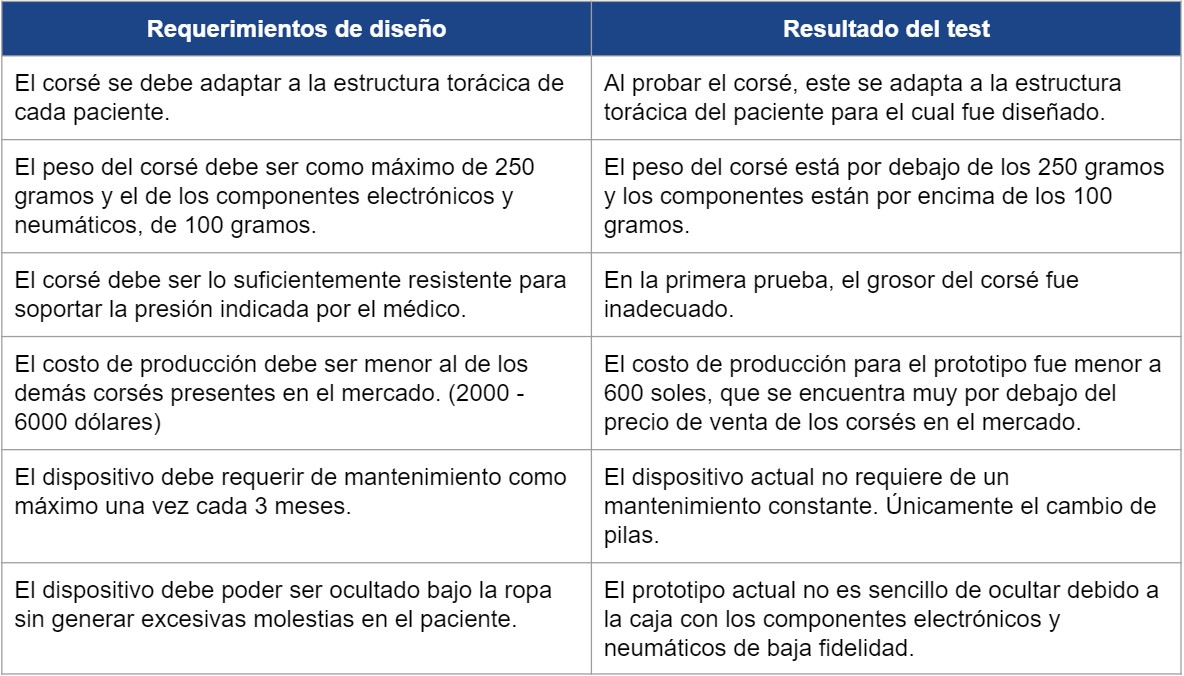 Requerimientos de diseño
Resultado del test
El corsé se debe adaptar a la estructura torácica de
cada paciente.
Al probar el corsé, este se adapta a la estructura
torácica del paciente para el cual fue diseñado.
El peso del corsé debe ser como máximo de 250
gramos y el de los componentes electrónicos y
neumáticos, de 100 gramos.
El peso del corsé está por debajo de los 250 gramos
y los componentes están por encima de los 100
gramos.
El corsé debe ser lo suficientemente resistente para
soportar la presión indicada por el médico.
En la primera prueba, el grosor del corsé fue
inadecuado.
El costo de producción debe ser menor al de los
demás corsés presentes en el mercado. (2000 -
6000 dólares)
El costo de producción para el prototipo fue menor a
600 soles, que se encuentra muy por debajo del
precio de venta de los corsés en el mercado.
El dispositivo debe requerir de mantenimiento como
máximo una vez cada 3 meses.
El dispositivo actual no requiere de un
mantenimiento constante. Únicamente el cambio de
pilas.
El dispositivo debe poder ser ocultado bajo la ropa
sin generar excesivas molestias en el paciente.
El prototipo actual no es sencillo de ocultar debido a
la caja con los componentes electrónicos y
neumáticos de baja fidelidad.